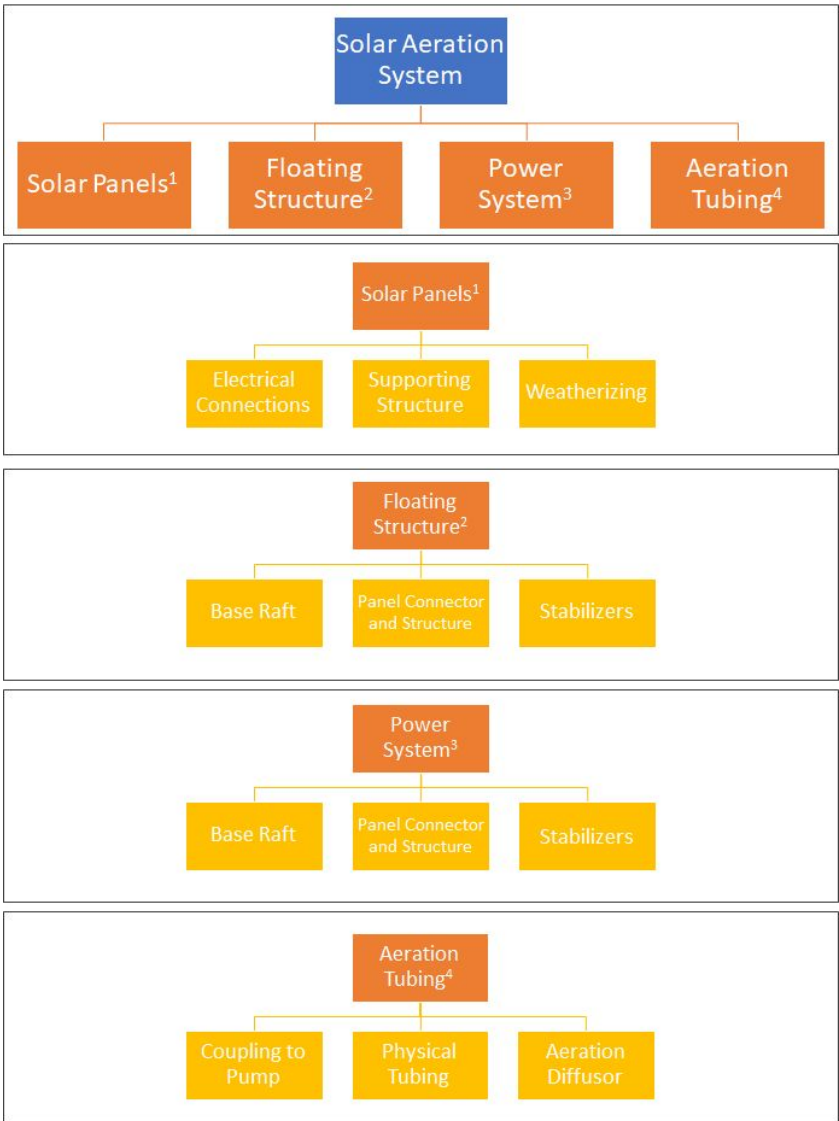 Solar Aeration
System
Solar Panels¹
Floating
Structure²
Power
System³
Aeration
Tubing⁴
Solar Panels¹
Electrical
Connections
Supporting
Structure
Weatherizing
Floating
Structure²
Base Raft
Panel Connector
and Structure
Stabilizers
Power
System³
Base Raft
Panel Connector
and Structure
Stabilizers
Aeration
Tubing⁴
Coupling to
Pump
Physical
Tubing
Aeration
Diffusor